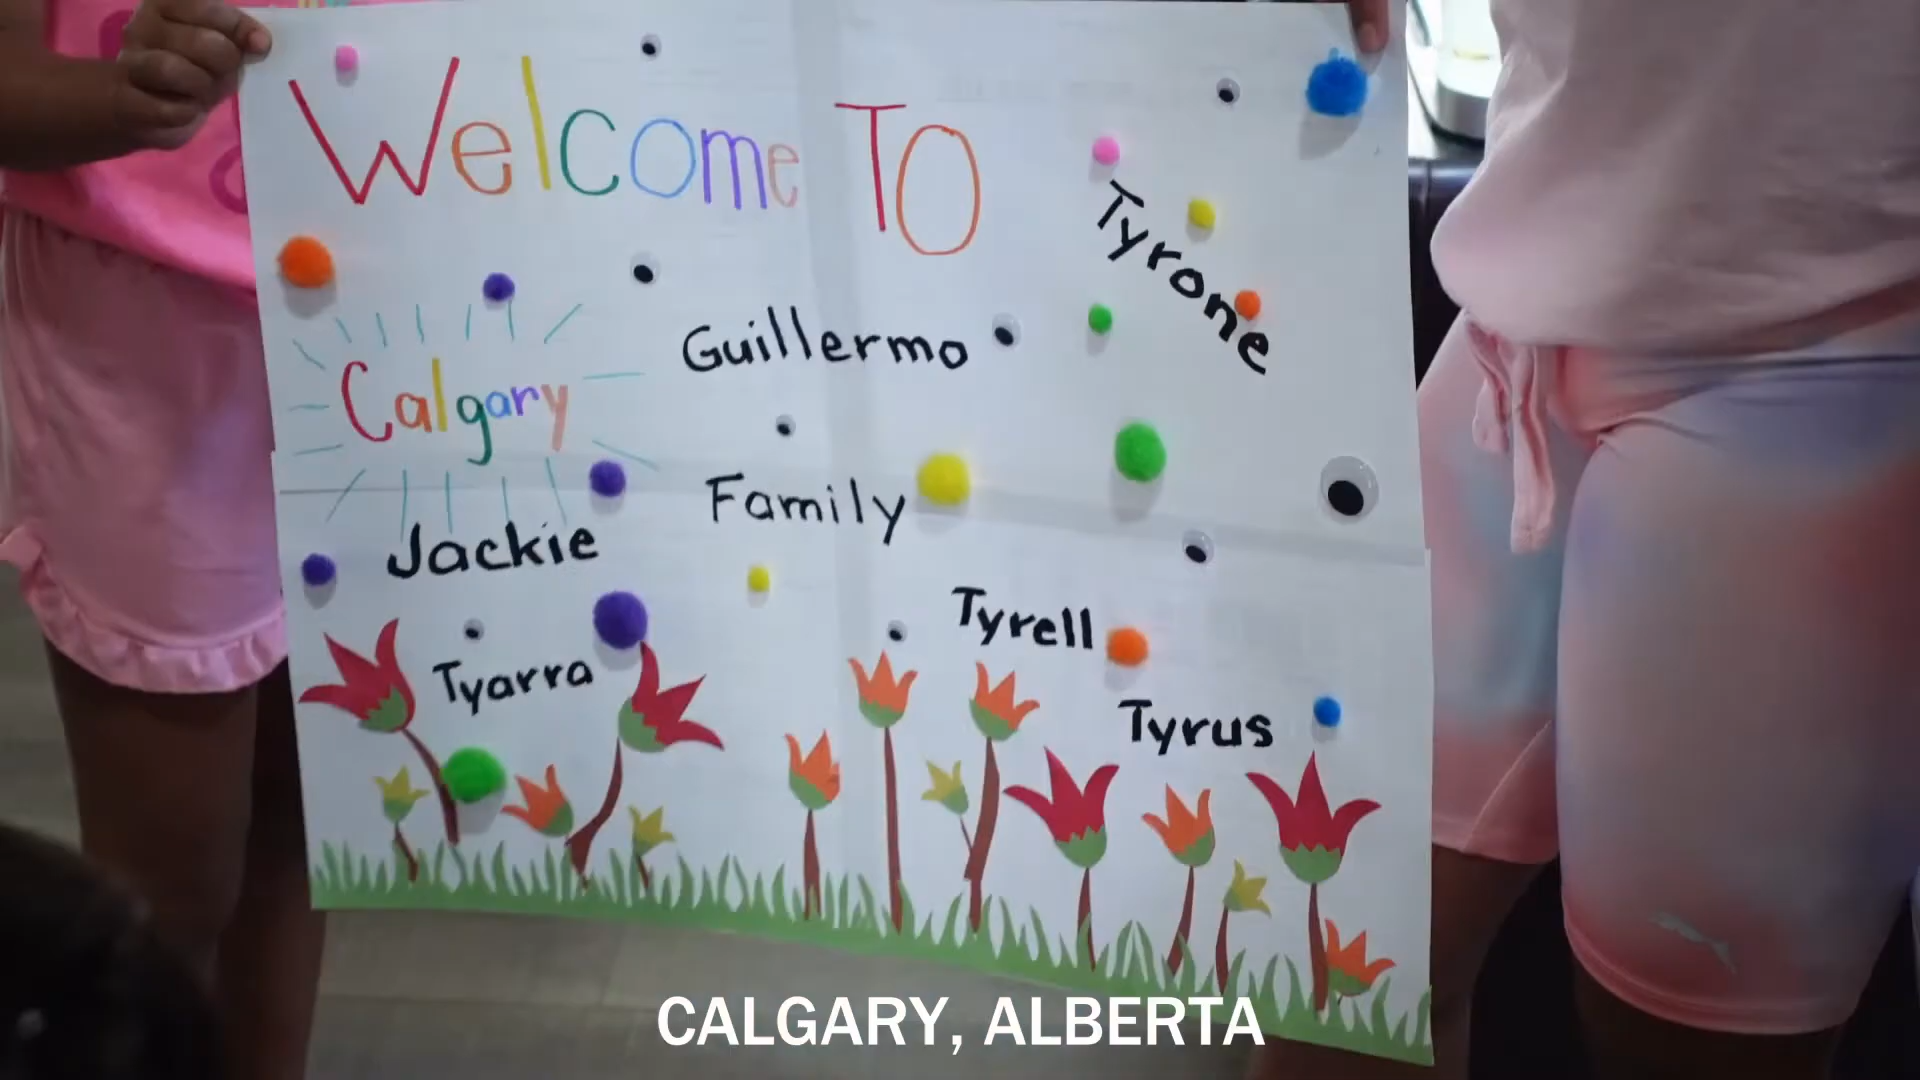 Welcome TO
Calgary
Guillermo
Family
Tyrone
Jackie
Tyarra
Tyrell
Tyrus
CALGARY, ALBERTA